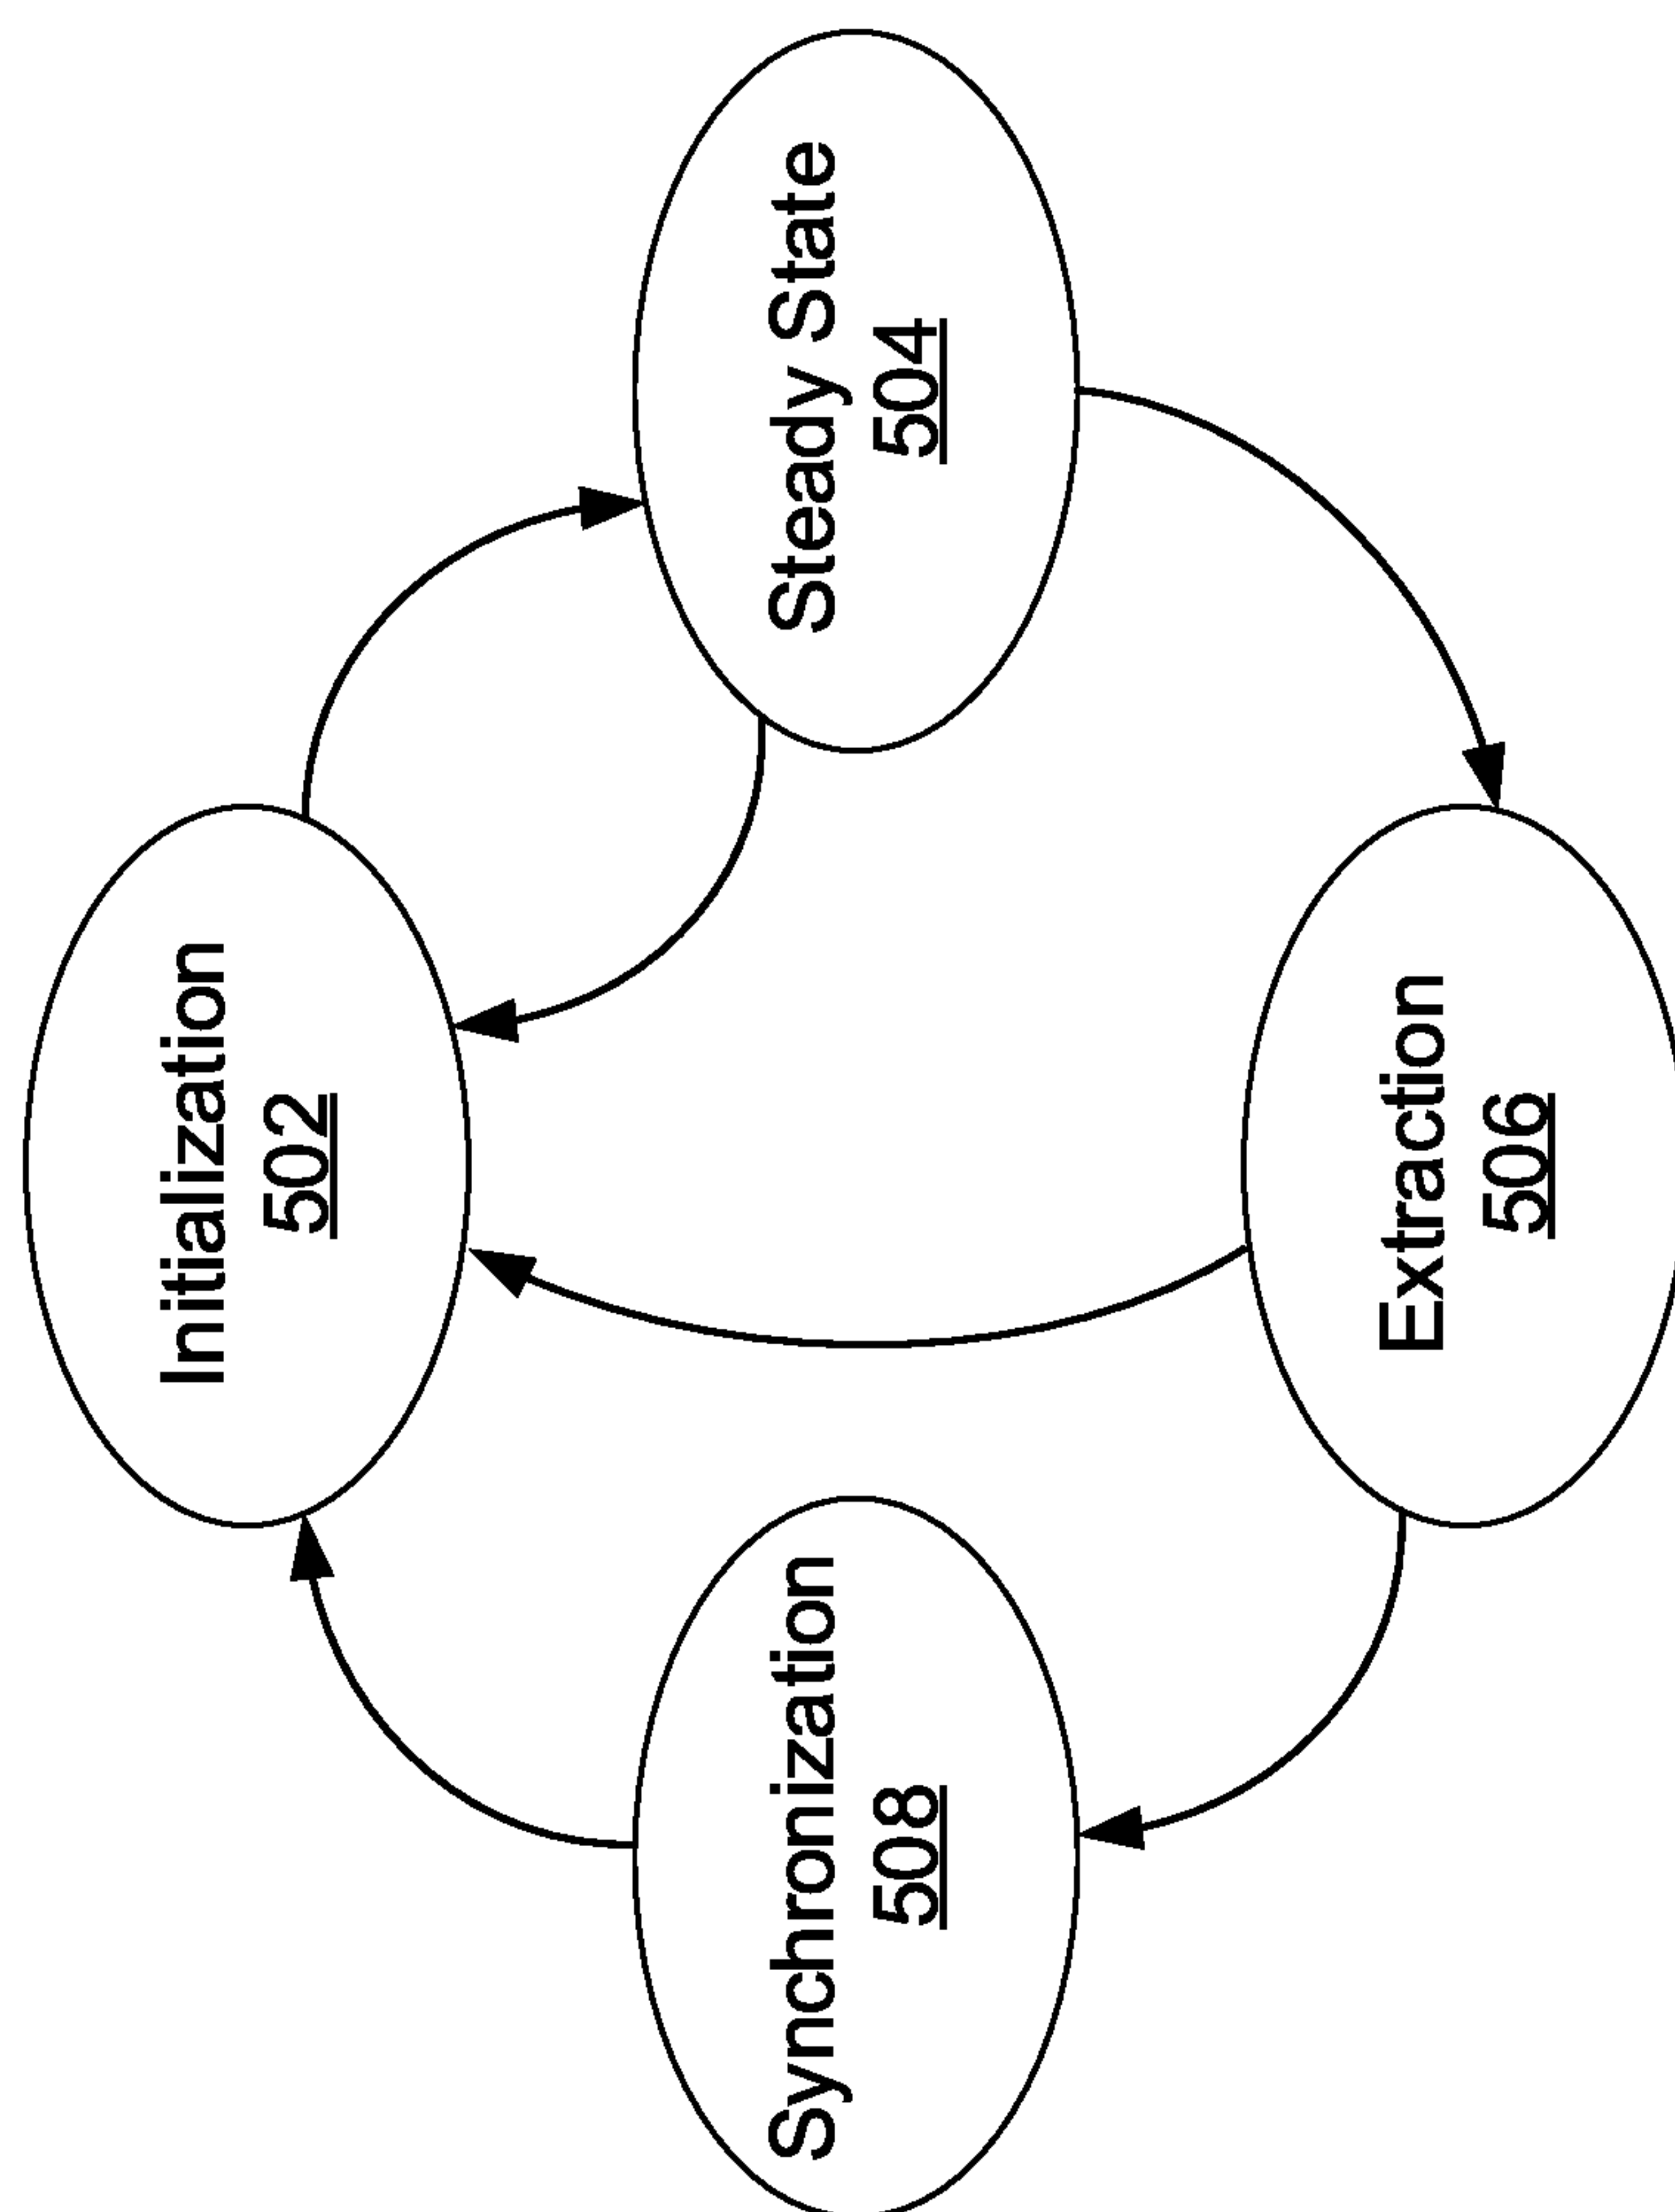 Initialization
502
Steady State
504
Synchronization
508
Extraction
506